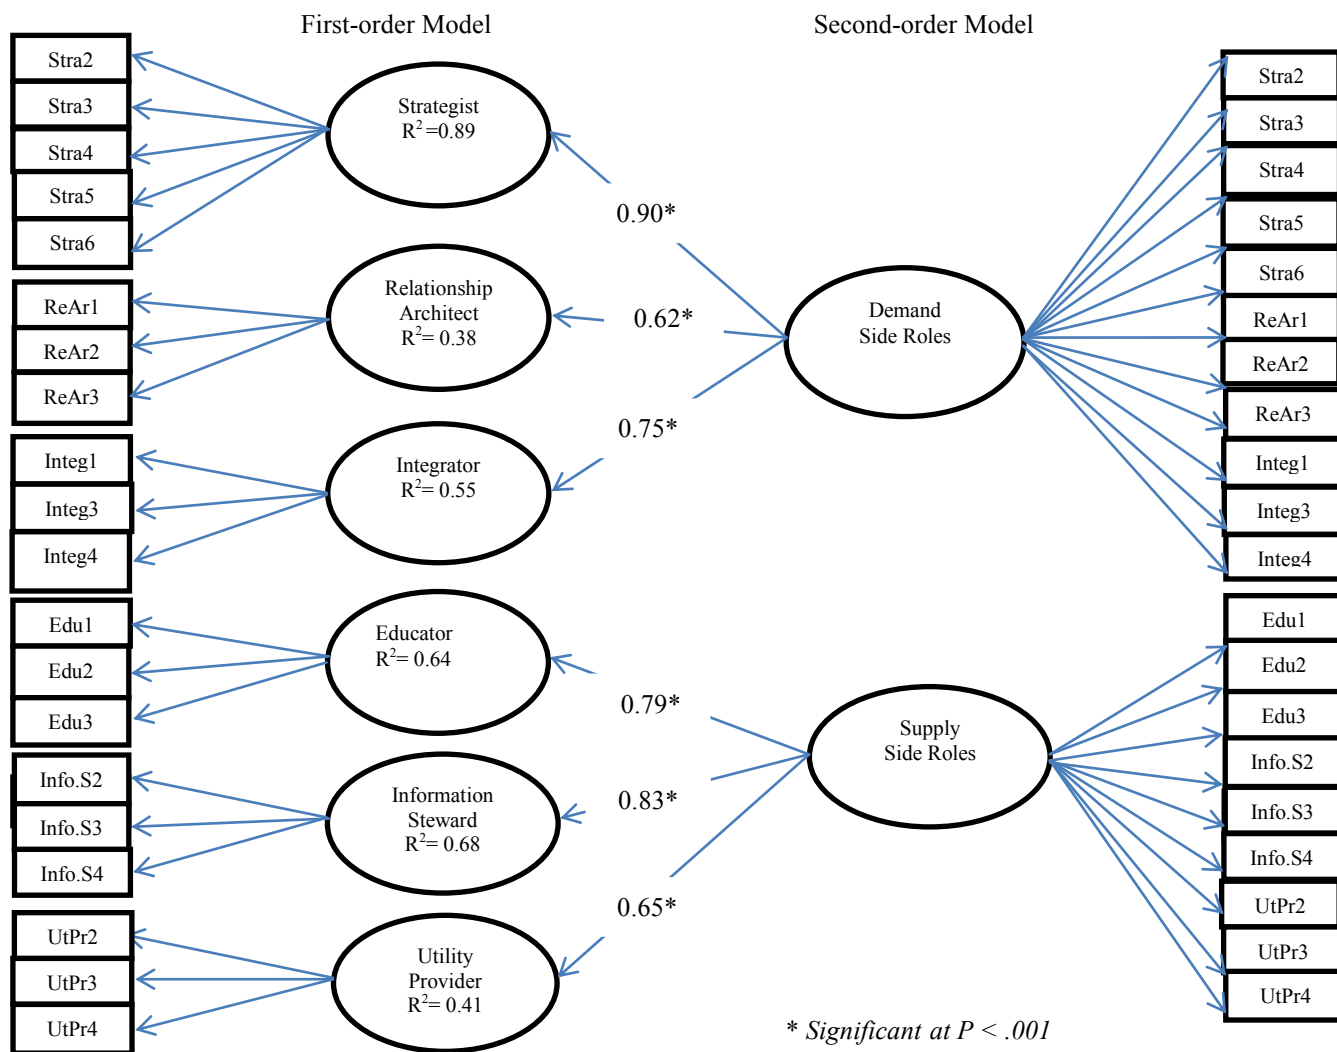 First-order Model
Second-order Model
Stra2
Stra3
Stra4
Stra5
Stra6
ReAr1
ReAr2
ReAr3
Integ1
Integ3
Integ4
Edu1
Edu2
Edu3
Info.S2
Info.S3
Info.S4
UtPr2
UtPr3
UtPr4
Strategist
R² =0.89
Relationship
Architect
R²= 0.38
Integrator
R²= 0.55
Educator
R²= 0.64
Information
Steward
R²= 0.68
Utility
Provider
R²= 0.41
0.90*
0.62*
0.75*
0.79*
0.83*
0.65*
Demand
Side Roles
Supply
Side Roles
Stra2
Stra3
Stra4
Stra5
Stra6
ReAr1
ReAr2
ReAr3
Integ1
Integ3
Integ4
Edu1
Edu2
Edu3
Info.S2
Info.S3
Info.S4
UtPr2
UtPr3
UtPr4
* Significant at P < .001